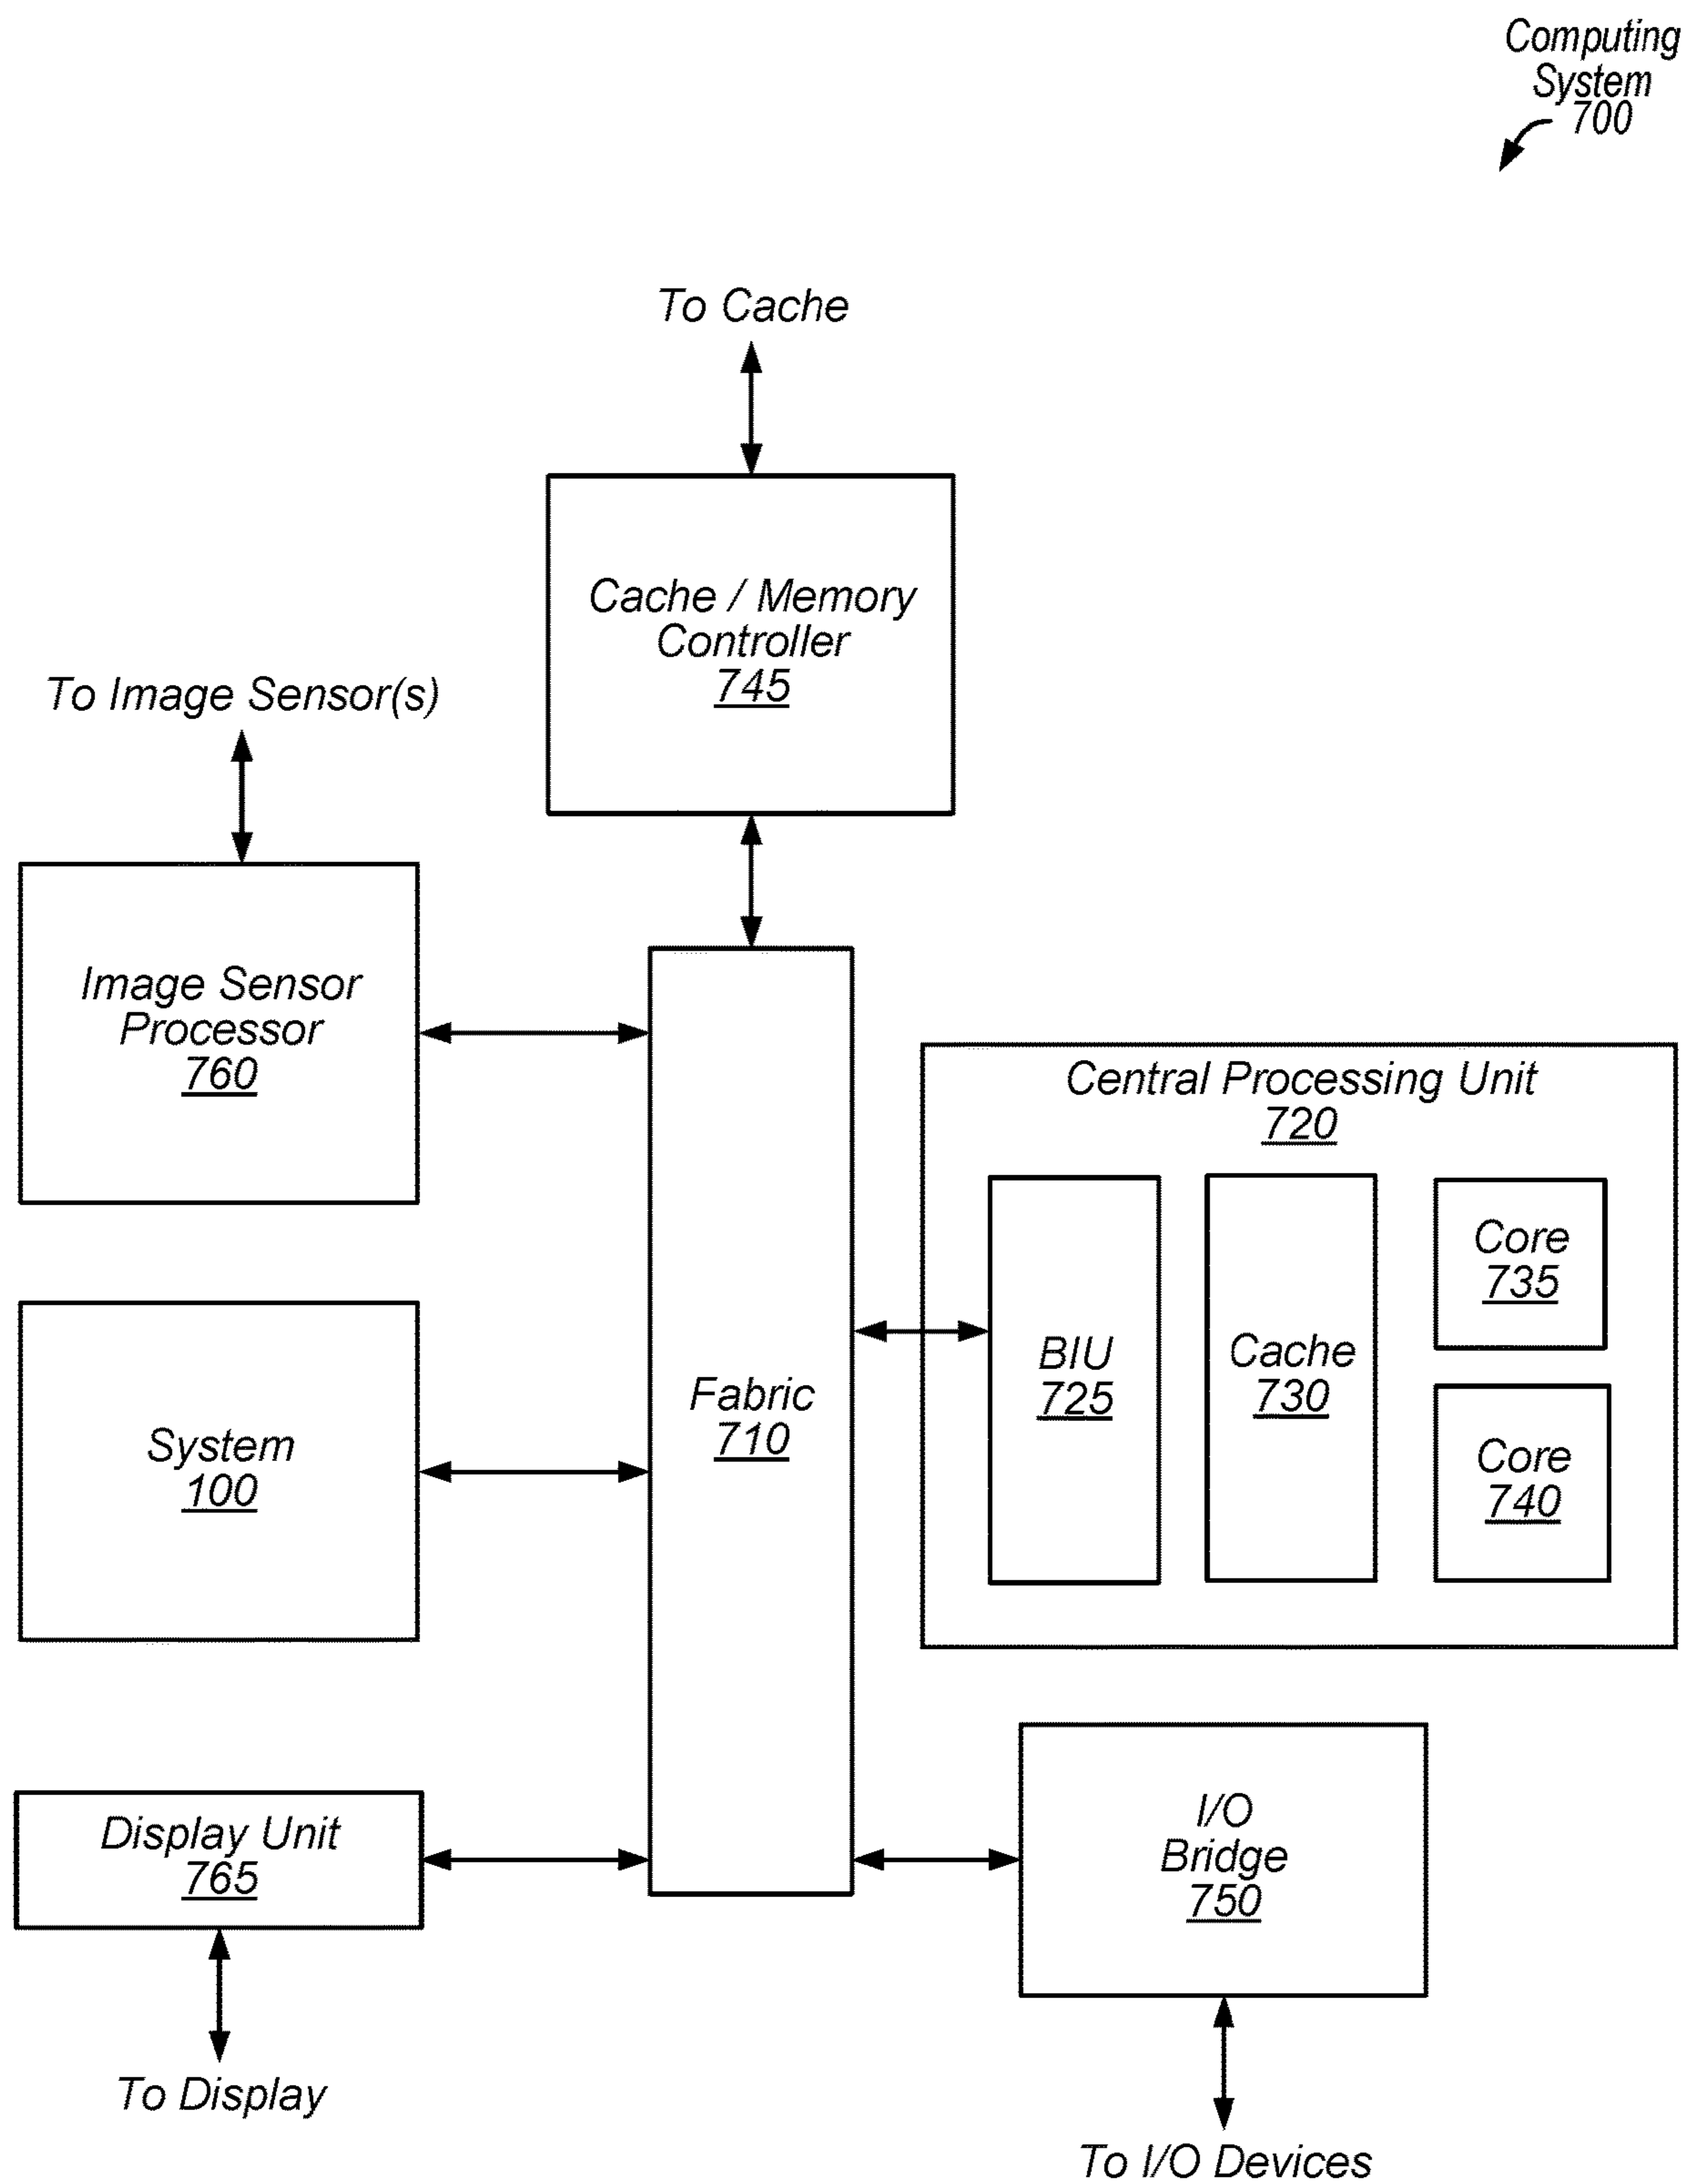 Computing
System
700
To Cache
Cache / Memory
Controller
745
To Image Sensor(s)
Image Sensor
Processor
760
Central Processing Unit
720
Core
735
BIU
725
Cache
730
Fabric
710
System
100
Core
740
I/O
Bridge
750
Display Unit
765
To Display
To I/O Devices